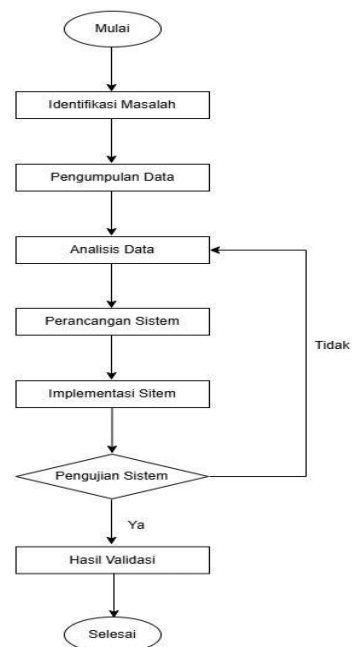 Mulai
Identifikasi Masalah
Pengumpulan Data
Analisis Data
Perancangan Sistem
Tidak
Implementasi Sitem
Pengujian Sistem
Ya
Hasil Validasi
Selesai